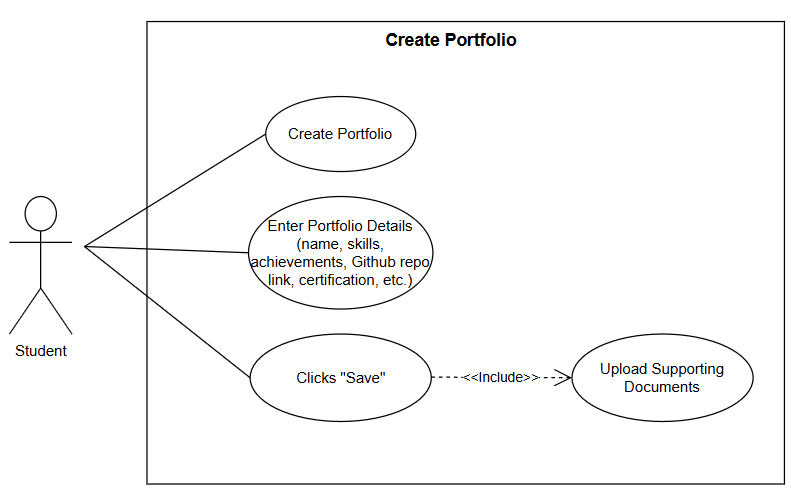 Create Portfolio
Create Portfolio
Enter Portfolio Details
(name, skills,
achievements, Github repo
link, certification, etc.)
Student
Clicks "Save"
<<Include>>
Upload Supporting
Documents